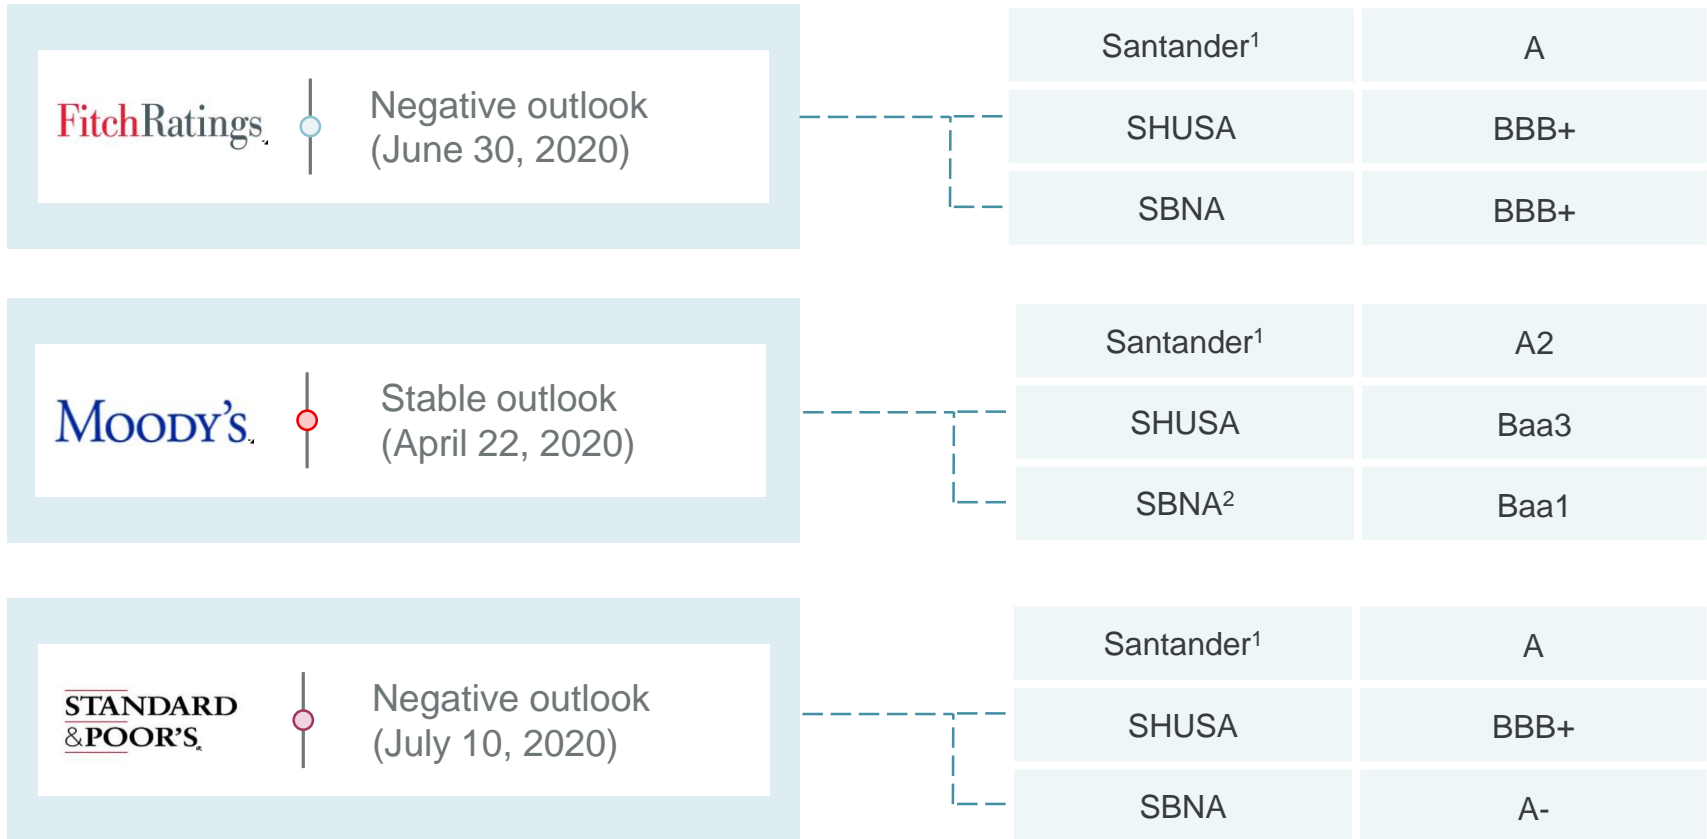 FitchRatings
Negative outlook
(June 30, 2020)
Santander¹ A
SHUSA BBB+
SBNA BBB+
MOODY'S
Stable outlook
(April 22, 2020)
Santander¹ A2
SHUSA Baa3
SBNA² Baa1
STANDARD
&POOR'S
Negative outlook
(July 10, 2020)
Santander¹ A
SHUSA BBB+
SBNA A-